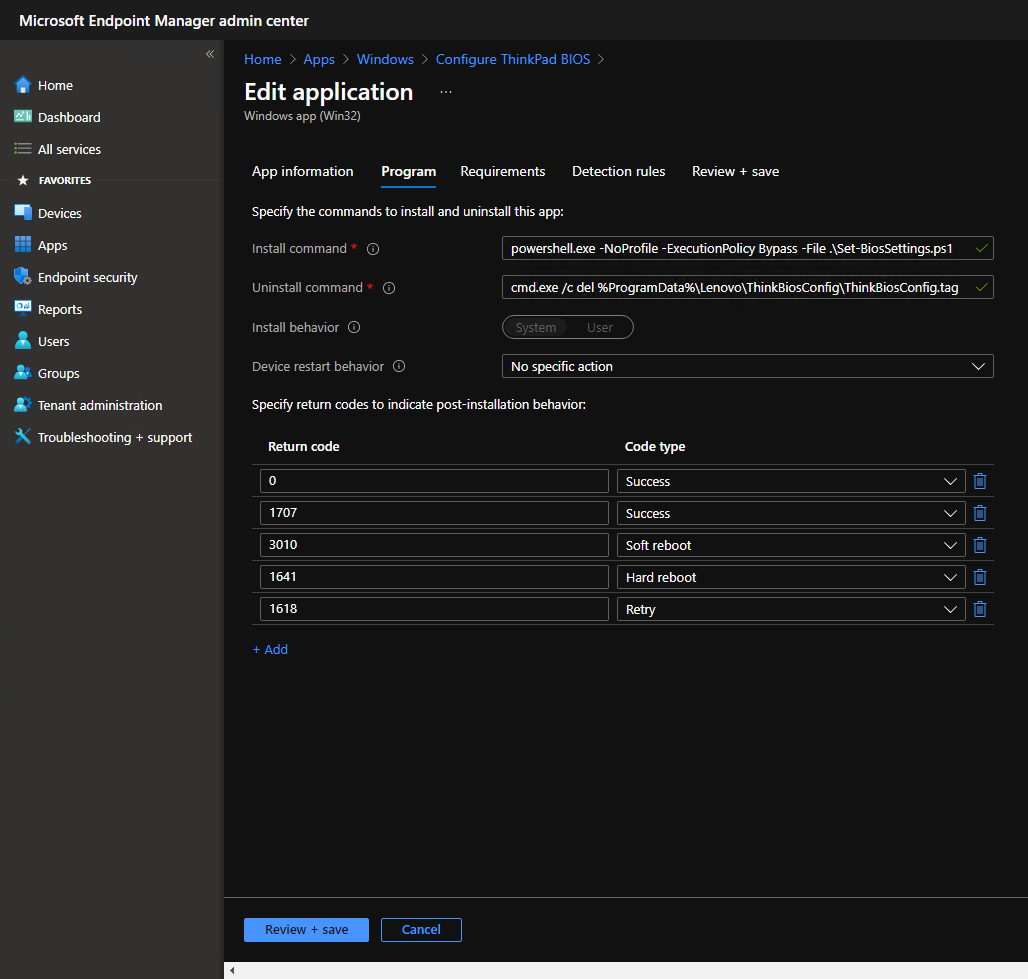 Microsoft Endpoint Manager admin center
«
Home
Dashboard
All services
FAVORITES
Devices
Apps
Endpoint security
Reports
Users
Groups
Tenant administration
Troubleshooting + support
Home > Apps > Windows > Configure ThinkPad BIOS >
Edit application ...
Windows app (Win32)
App information Program Requirements Detection rules Review + save
Specify the commands to install and uninstall this app:
Install command * powershell.exe -NoProfile -ExecutionPolicy Bypass -File .\Set-BiosSettings.ps1
Uninstall command * cmd.exe /c del %ProgramData%\Lenovo\ThinkBiosConfig\ThinkBiosConfig.tag
Install behavior System User
Device restart behavior No specific action
Specify return codes to indicate post-installation behavior:
Return code Code type
0 Success
1707 Success
3010 Soft reboot
1641 Hard reboot
1618 Retry
+ Add
Review + save Cancel